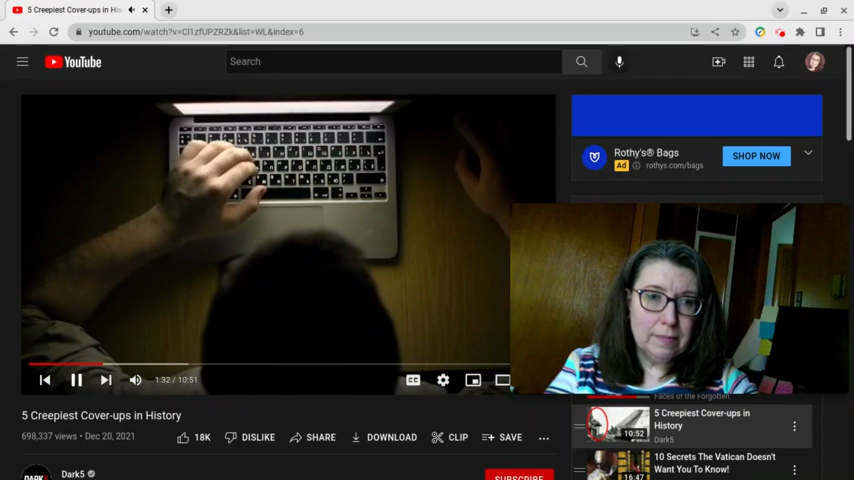 5 Creepiest Cover-ups in His
youtube.com/watch?v=Cl1zfUPZRZk&list=WL&index=6
YouTube
Search
Rothy's® Bags
Ad rothys.com/bags
SHOP NOW
1:32 / 10:51
CC
5 Creepiest Cover-ups in History
698,337 views • Dec 20, 2021
18K
DISLIKE
SHARE
DOWNLOAD
CLIP
SAVE
Dark5
SUBSCRIBE
Faces of the Forgotten
5 Creepiest Cover-ups in
History
Dark5
10:52
10 Secrets The Vatican Doesn't
Want You To Know!
16:47